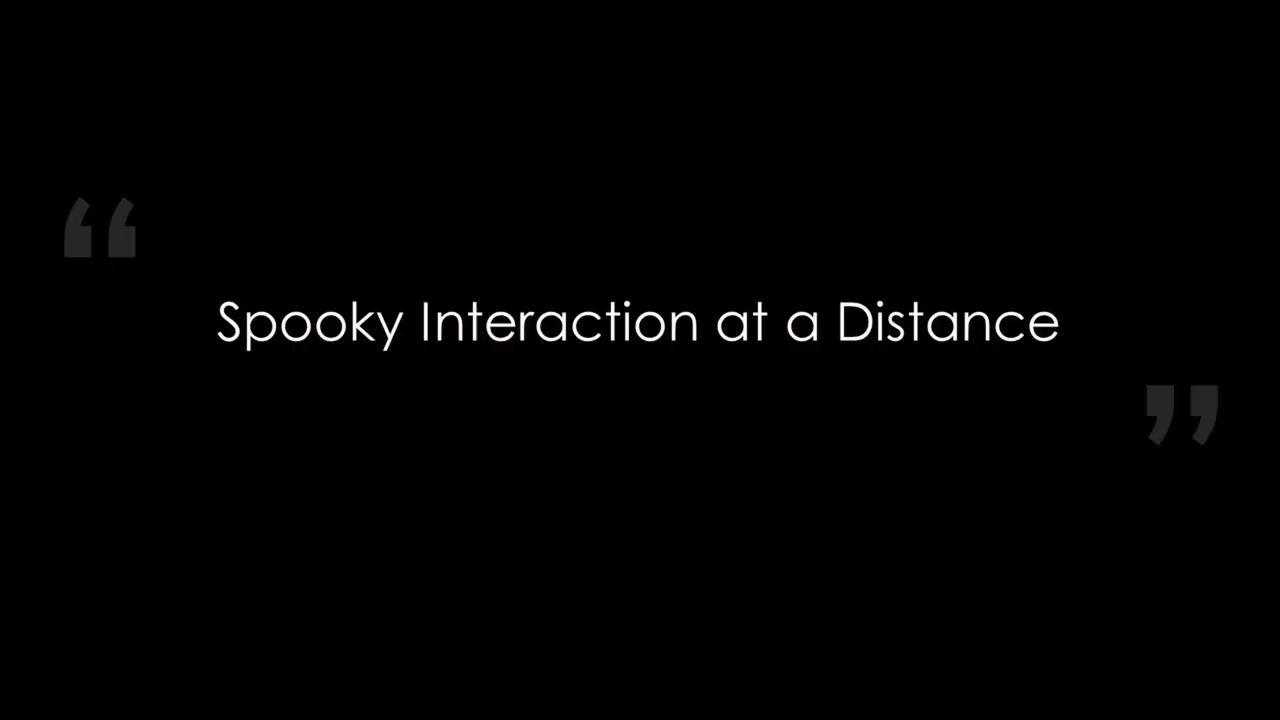 “
Spooky Interaction at a Distance
”